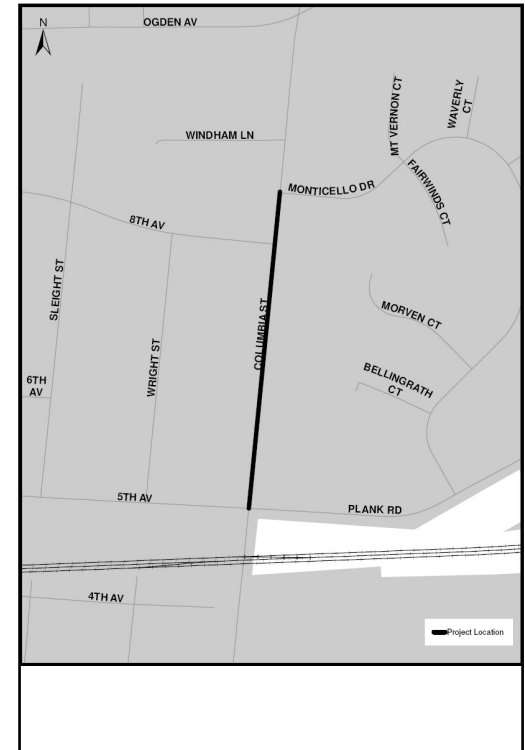 N
OGDEN AV
WAVERLY
CT
MT VERNON CT
WINDHAM LN
FAIRWINDS CT
MONTICELLO DR
8TH AV
SLEIGHT ST
COLUMBIA ST
MORVEN CT
WRIGHT ST
6TH
AV
BELLINGRATH
CT
5TH AV
PLANK RD
4TH AV
Project Location